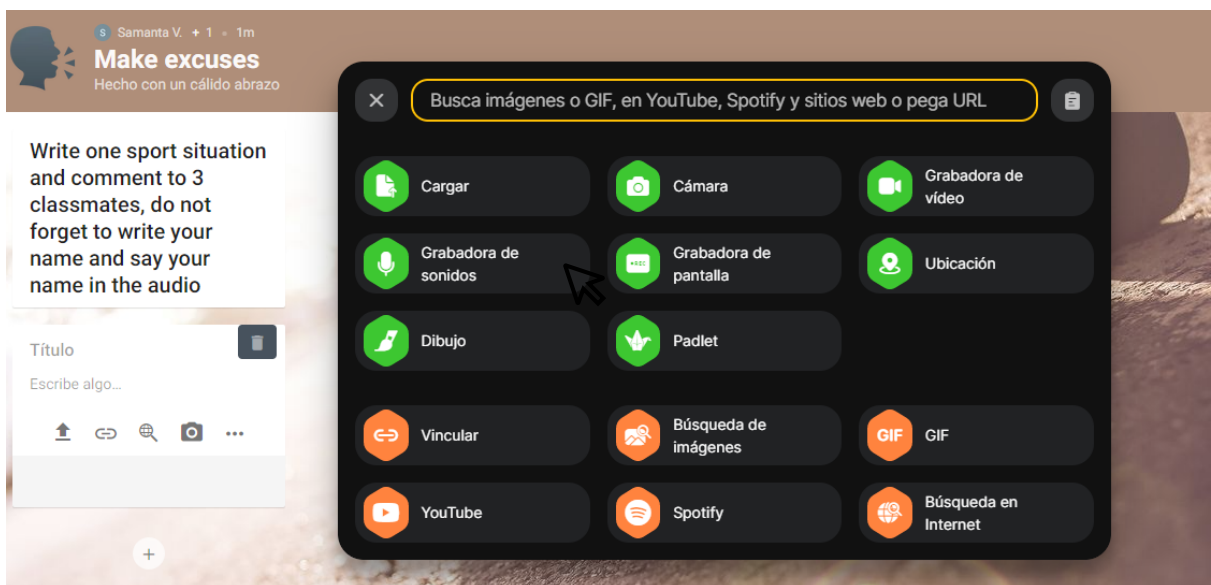 S Samanta V. + 1 • 1m
Make excuses
Hecho con un cálido abrazo
Write one sport situation
and comment to 3
classmates, do not
forget to write your
name and say your
name in the audio
Título
Escribe algo...
Busca imágenes o GIF, en YouTube, Spotify y sitios web o pega URL
Cargar
Cámara
Grabadora de
vídeo
Grabadora de
sonidos
REC
Grabadora de
pantalla
Ubicación
Dibujo
Padlet
Vincular
Búsqueda de
imágenes
GIF GIF
YouTube
Spotify
Búsqueda en
Internet